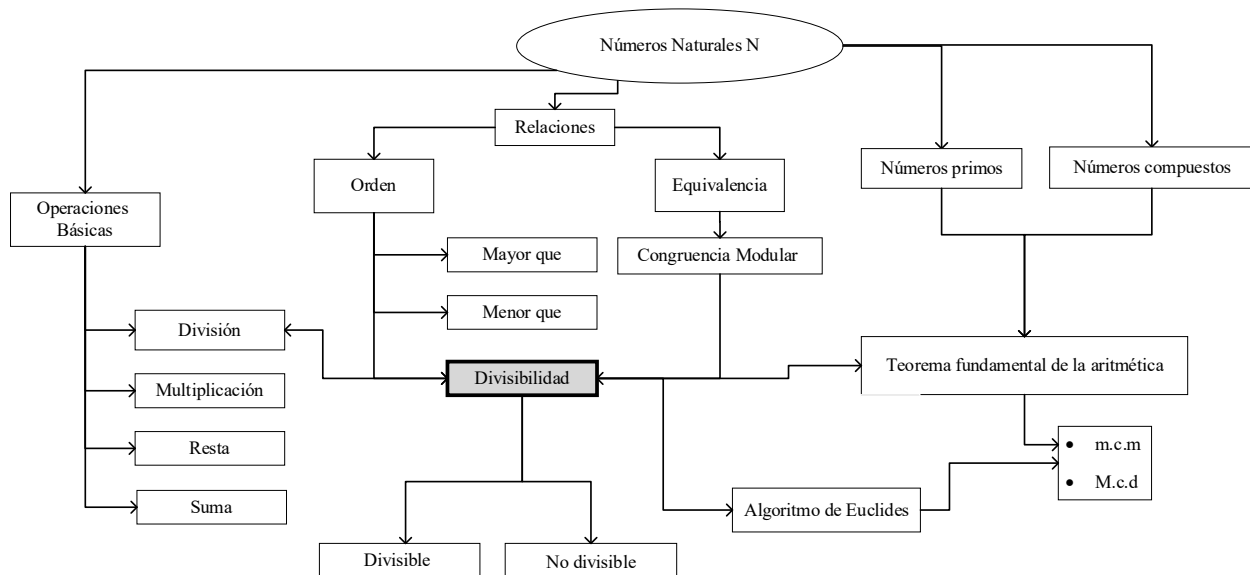 Números Naturales N
Relaciones
Números primos
Números compuestos
Orden
Equivalencia
Operaciones
Básicas
Mayor que
Congruencia Modular
Menor que
División
Divisibilidad
Teorema fundamental de la aritmética
Multiplicación
Resta
• m.c.m
• M.c.d
Suma
Algoritmo de Euclides
Divisible
No divisible